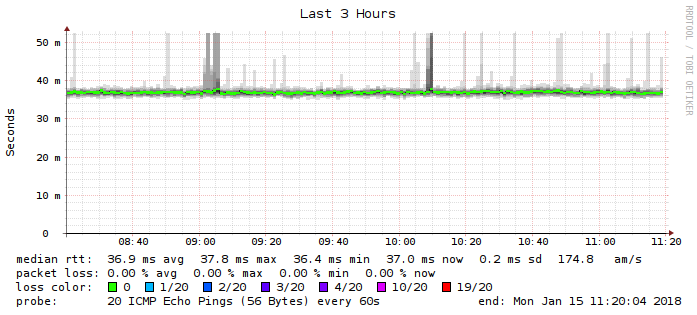 Last 3 Hours
RRDTOOL / TOBI OETIKER
Seconds
50 m
40 m
30 m
20 m
10 m
0
08:40 09:00 09:20 09:40 10:00 10:20 10:40 11:00 11:20
median rtt: 36.9 ms avg 37.8 ms max 36.4 ms min 37.0 ms now 0.2 ms sd 174.8 am/s
packet loss: 0.00 % avg 0.00 % max 0.00 % min 0.00 % now
loss color: 0 1/20 2/20 3/20 4/20 10/20 19/20
probe: 20 ICMP Echo Pings (56 Bytes) every 60s end: Mon Jan 15 11:20:04 2018